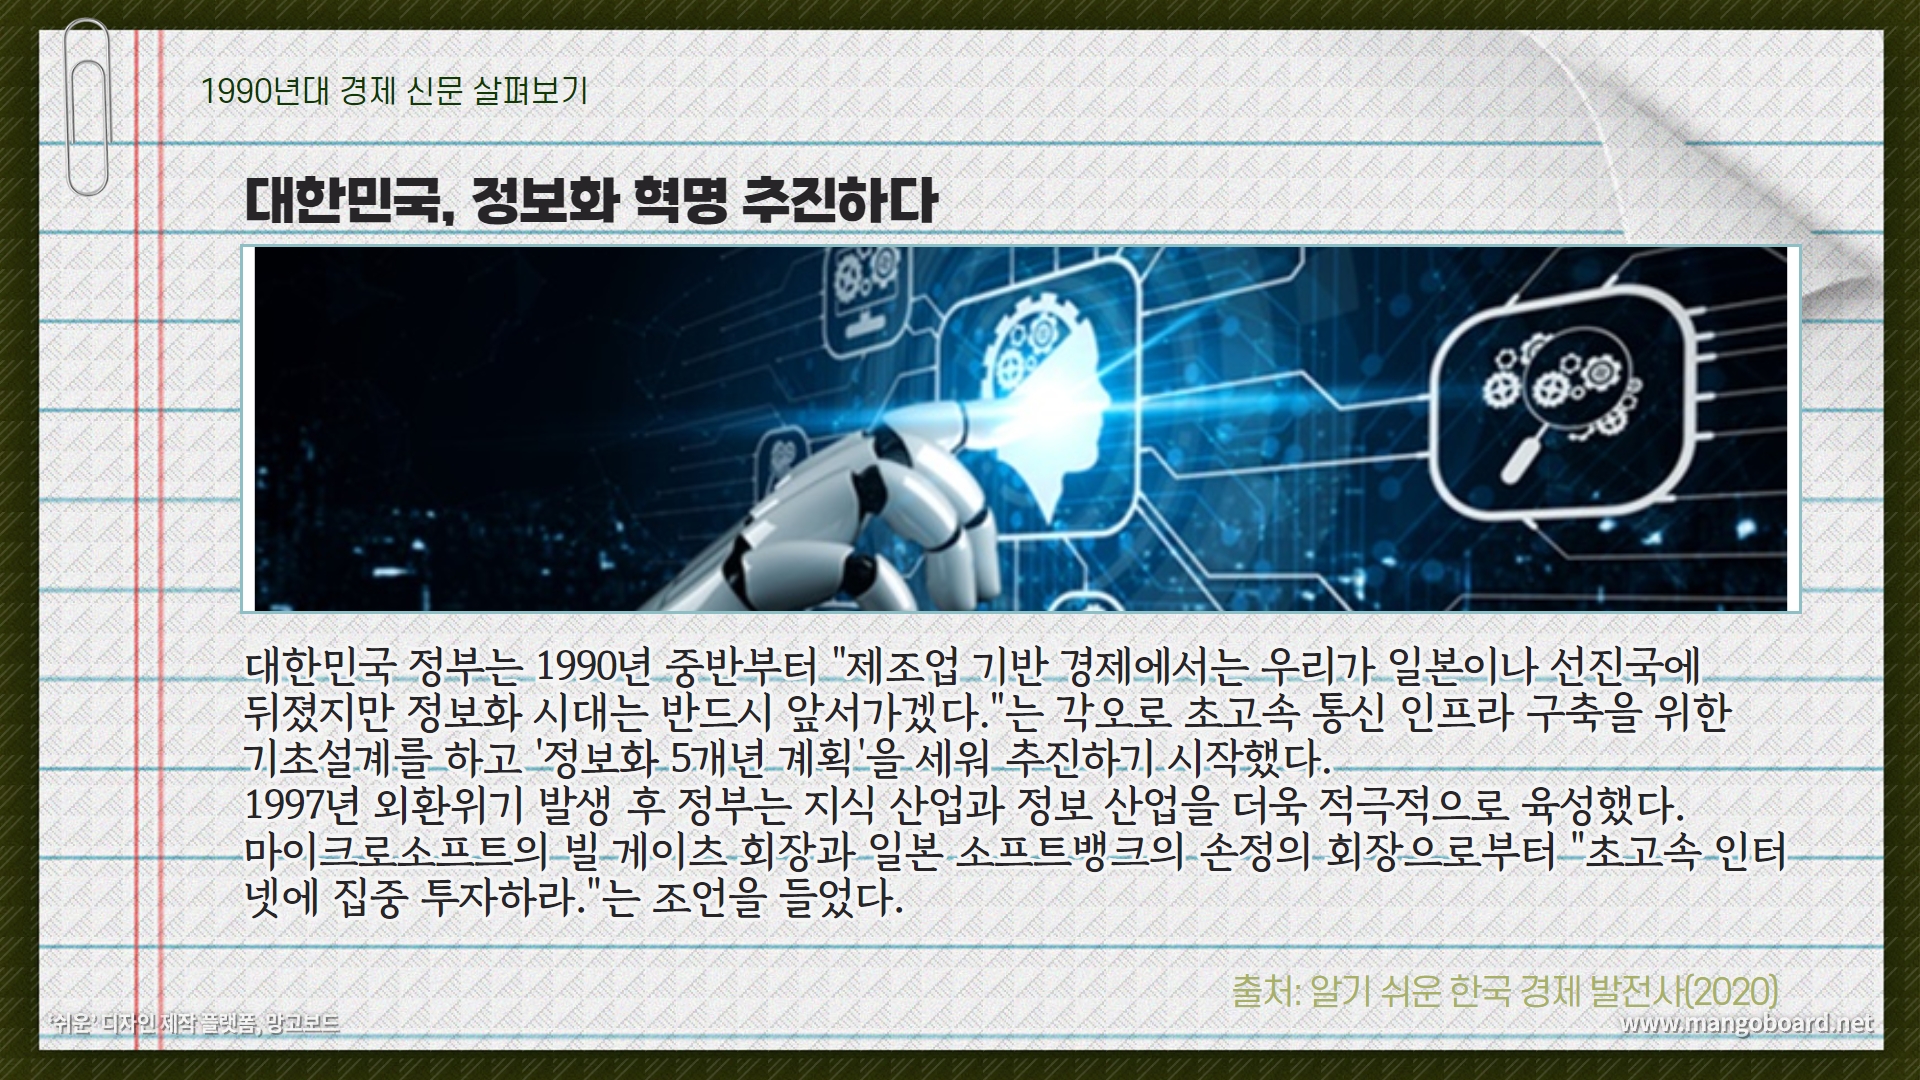 1990년대 경제 신문 살펴보기
대한민국, 정보화 혁명 추진하다
대한민국 정부는 1990년 중반부터 "제조업 기반 경제에서는 우리가 일본이나 선진국에
뒤졌지만 정보화 시대는 반드시 앞서가겠다."는 각오로 초고속 통신 인프라 구축을 위한
기초설계를 하고 '정보화 5개년 계획'을 세워 추진하기 시작했다.
1997년 외환위기 발생 후 정부는 지식 산업과 정보 산업을 더욱 적극적으로 육성했다.
마이크로소프트의 빌 게이츠 회장과 일본 소프트뱅크의 손정의 회장으로부터 "초고속 인터
넷에 집중 투자하라."는 조언을 들었다.
출처: 알기 쉬운 한국 경제 발전사(2020)
'쉬운' 디자인 제작 플랫폼, 망고보드
www.mangoboard.net